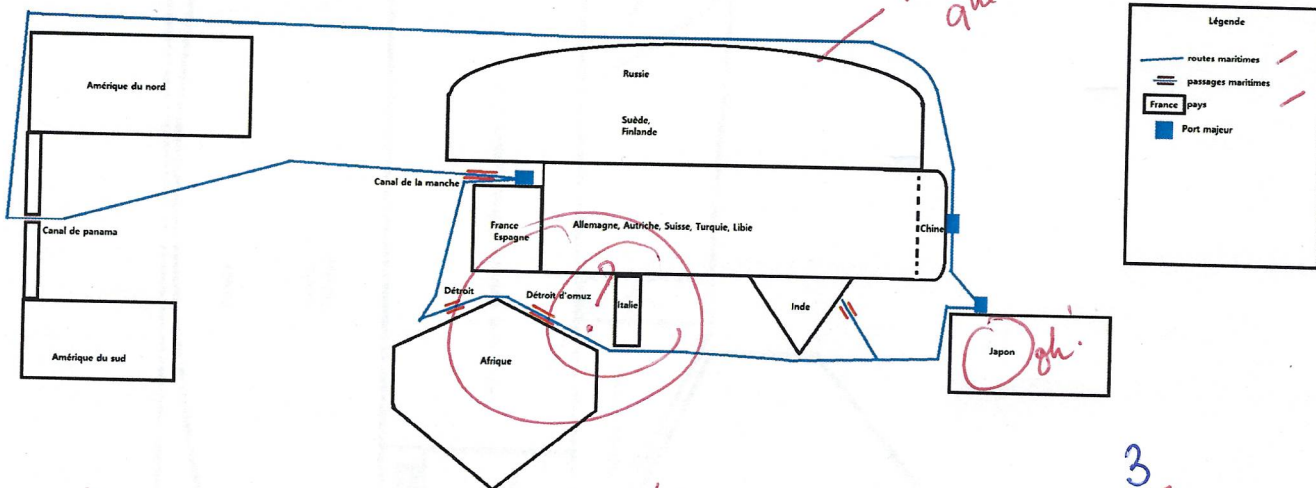 Légende
routes maritimes
passages maritimes
France pays
Port majeur
Amérique du nord
Russie
Suède,
Finlande
Canal de la manche
France
Espagne
Allemagne, Autriche, Suisse, Turquie, Libie
Chine
Canal de panama
Détroit
Détroit d'omuz
Italie
Inde
Afrique
Japon
Amérique du sud
?
3